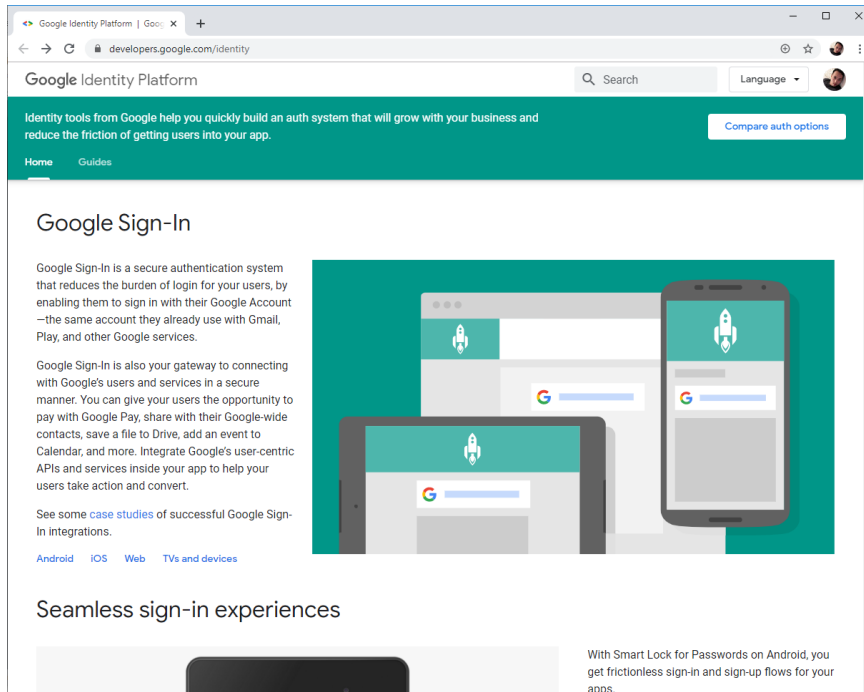 Google Identity Platform | Goog
developers.google.com/identity
Google Identity Platform
Search
Language
Identity tools from Google help you quickly build an auth system that will grow with your business and
reduce the friction of getting users into your app.
Compare auth options
Home Guides
Google Sign-In
Google Sign-In is a secure authentication system
that reduces the burden of login for your users, by
enabling them to sign in with their Google Account
—the same account they already use with Gmail,
Play, and other Google services.
Google Sign-In is also your gateway to connecting
with Google's users and services in a secure
manner. You can give your users the opportunity to
pay with Google Pay, share with their Google-wide
contacts, save a file to Drive, add an event to
Calendar, and more. Integrate Google's user-centric
APIs and services inside your app to help your
users take action and convert.
See some case studies of successful Google Sign-
In integrations.
Android iOS Web TVs and devices
G
G
G
Seamless sign-in experiences
With Smart Lock for Passwords on Android, you
get frictionless sign-in and sign-up flows for your
apps.